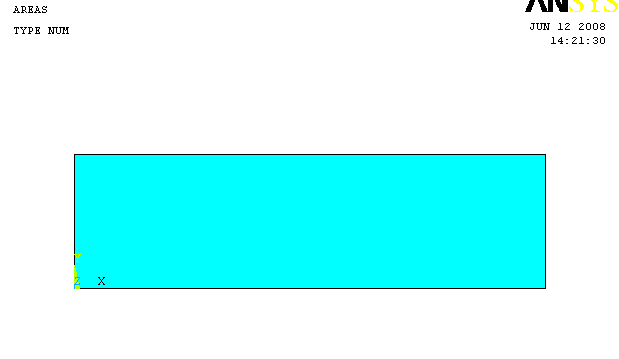 AREAS
TYPE NUM
ANSYS
JUN 12 2008
14:21:30
Z X